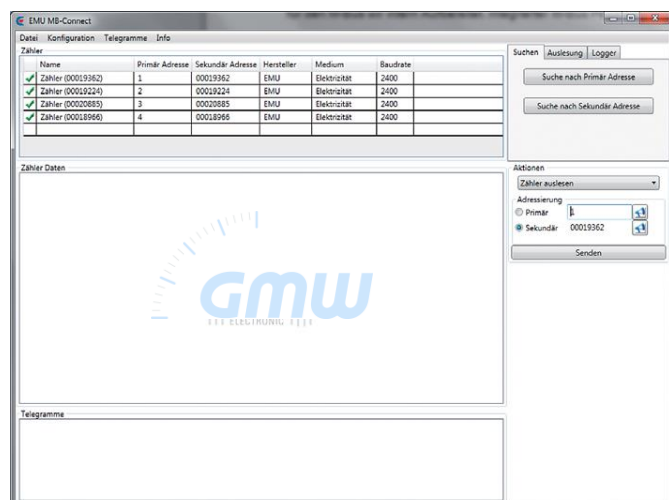 EMU MB-Connect
Datei Konfiguration Telegramme Info
Zähler
Name Primär Adresse Sekundär Adresse Hersteller Medium Baudrate
Zähler (00019362) 1 00019362 EMU Elektrizität 2400
Zähler (00019224) 2 00019224 EMU Elektrizität 2400
Zähler (00020885) 3 00020885 EMU Elektrizität 2400
Zähler (00018966) 4 00018966 EMU Elektrizität 2400
Suchen Auslesung Logger
Suche nach Primär Adresse
Suche nach Sekundär Adresse
Zähler Daten
GMW
ELECTRONIC
Aktionen
Zähler auslesen
Adressierung
Primär
Sekundär 00019362
Senden
Telegramme